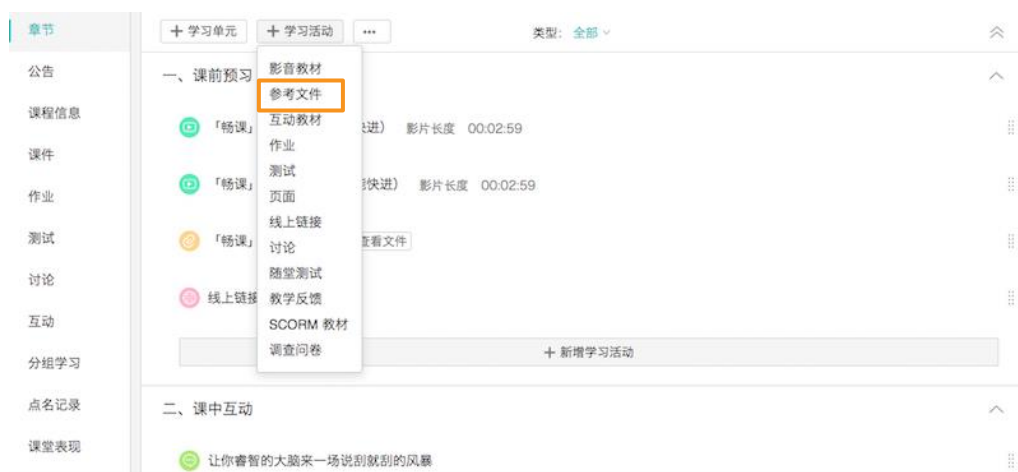 章节
公告
课程信息
课件
作业
测试
讨论
互动
分组学习
点名记录
课堂表现
+ 学习单元
+ 学习活动
...
类型: 全部
影音教材
参考文件
互动教材
作业
测试
页面
线上链接
讨论
随堂测试
教学反馈
SCORM 教材
调查问卷
一、课前预习
「畅课」 快进） 影片长度 00:02:59
「畅课」 快进） 影片长度 00:02:59
「畅课」 查看文件
线上链接
+ 新增学习活动
二、课中互动
让你睿智的大脑来一场说刮就刮的风暴